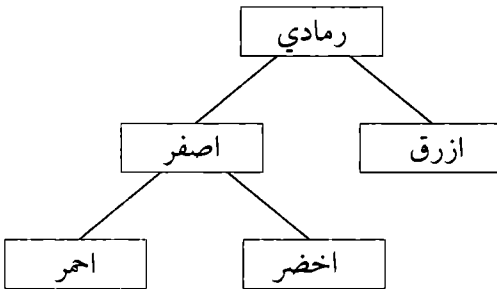 رمادي
اصفر
ازرق
احمر
اخضر